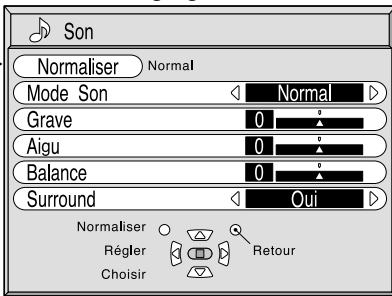 Son
Normaliser Normal
Mode Son Normal
Grave 0
Aigu 0
Balance 0
Surround Oui
Normaliser
Régler Retour
Choisir